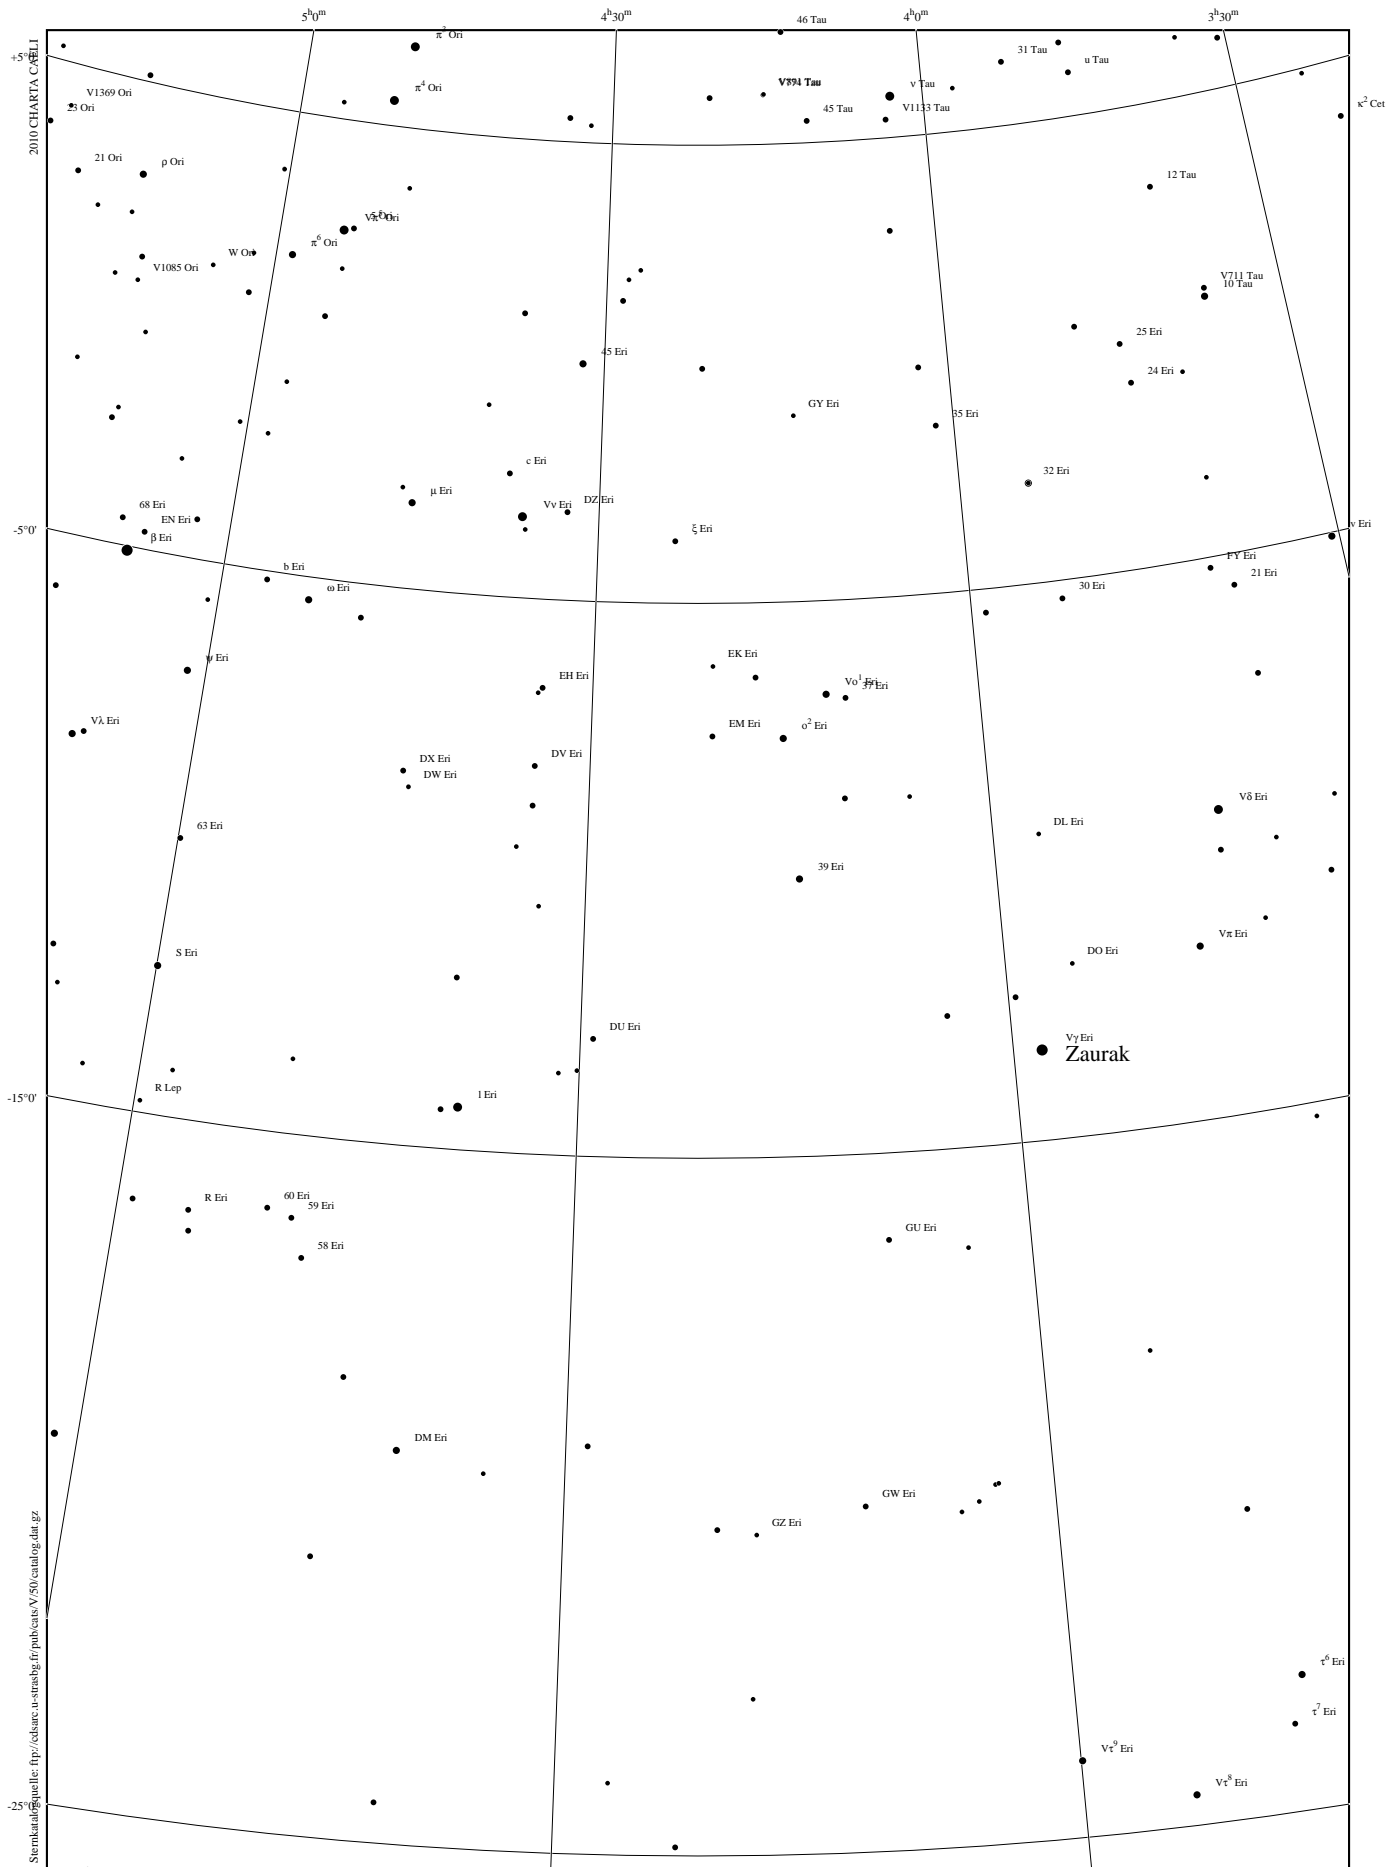 5ʰ0ᵐ
4ʰ30ᵐ
4ʰ0ᵐ
3ʰ30ᵐ
46 Tau
π³ Ori
31 Tau
+5°0'
2010 CHARTA CAELI
u Tau
π⁴ Ori
ν Tau
V1369 Ori
κ² Cet
23 Ori
45 Tau
V1133 Tau
21 Ori
ρ Ori
12 Tau
π⁶ Ori
W Ori
V1085 Ori
V711 Tau
10 Tau
25 Eri
45 Eri
24 Eri
GY Eri
35 Eri
c Eri
32 Eri
μ Eri
DZ Eri
Vν Eri
68 Eri
EN Eri
ξ Eri
ν Eri
-5°0'
β Eri
FY Eri
b Eri
21 Eri
ω Eri
30 Eri
EK Eri
ψ Eri
EH Eri
Vο¹ Eri
37 Eri
Vλ Eri
EM Eri
ο² Eri
DX Eri
DV Eri
DW Eri
Vδ Eri
63 Eri
DL Eri
39 Eri
Vπ Eri
S Eri
DO Eri
DU Eri
Vγ Eri
Zaurak
R Lep
l Eri
-15°0'
R Eri
60 Eri
59 Eri
GU Eri
58 Eri
DM Eri
GW Eri
GZ Eri
τ⁶ Eri
τ⁷ Eri
Vτ⁹ Eri
Vτ⁸ Eri
-25°0'
Sternkatalogquelle: ftp://cdsarc.u-strasbg.fr/pub/cats/V/50/catalog.dat.gz